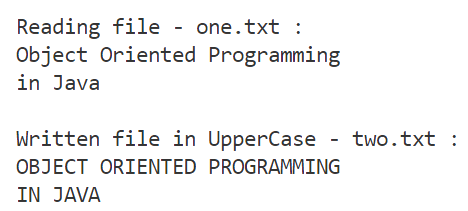 Reading file - one.txt :
Object Oriented Programming
in Java
Written file in UpperCase - two.txt :
OBJECT ORIENTED PROGRAMMING
IN JAVA